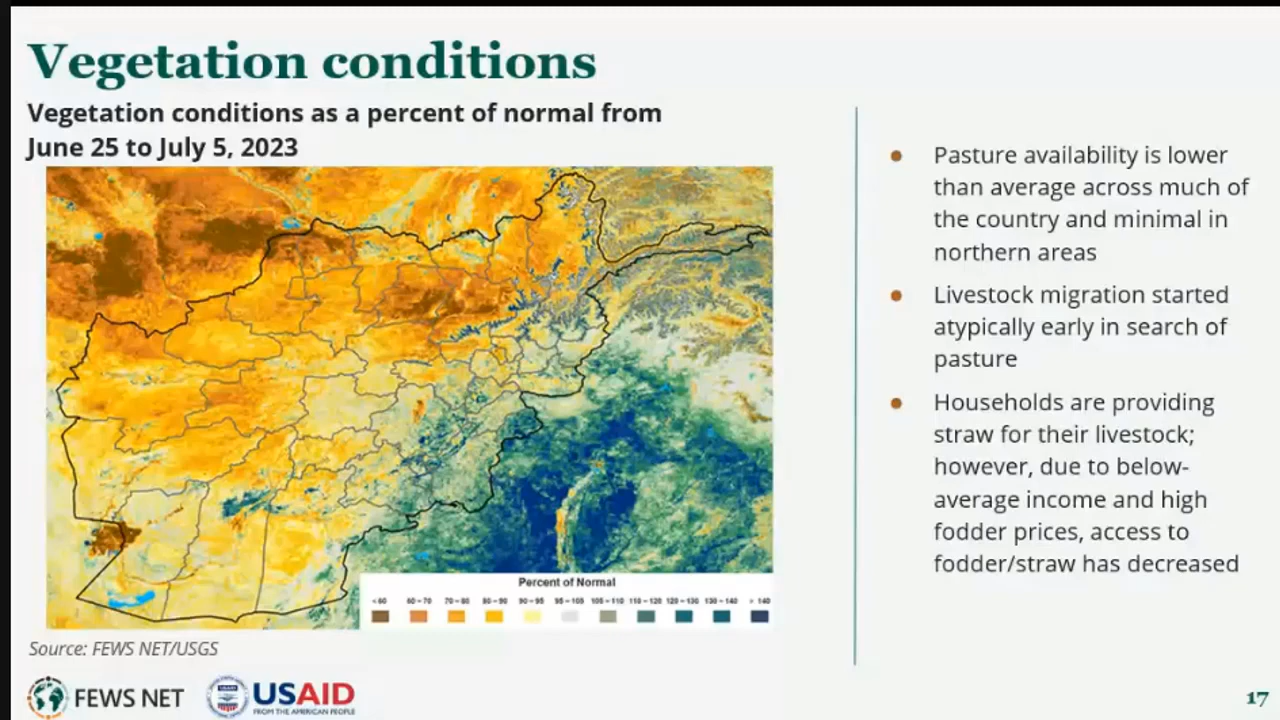 Vegetation conditions
Vegetation conditions as a percent of normal from
June 25 to July 5, 2023
Pasture availability is lower
than average across much of
the country and minimal in
northern areas
Livestock migration started
atypically early in search of
pasture
Households are providing
straw for their livestock;
however, due to below-
average income and high
fodder prices, access to
fodder/straw has decreased
Percent of Normal
< 60 60 – 70 70 – 80 80 – 90 90 – 95 95 – 105 105 – 110 110 – 120 120 – 130 130 – 140 > 140
Source: FEWS NET/USGS
FEWS NET
USAID
FROM THE AMERICAN PEOPLE
17